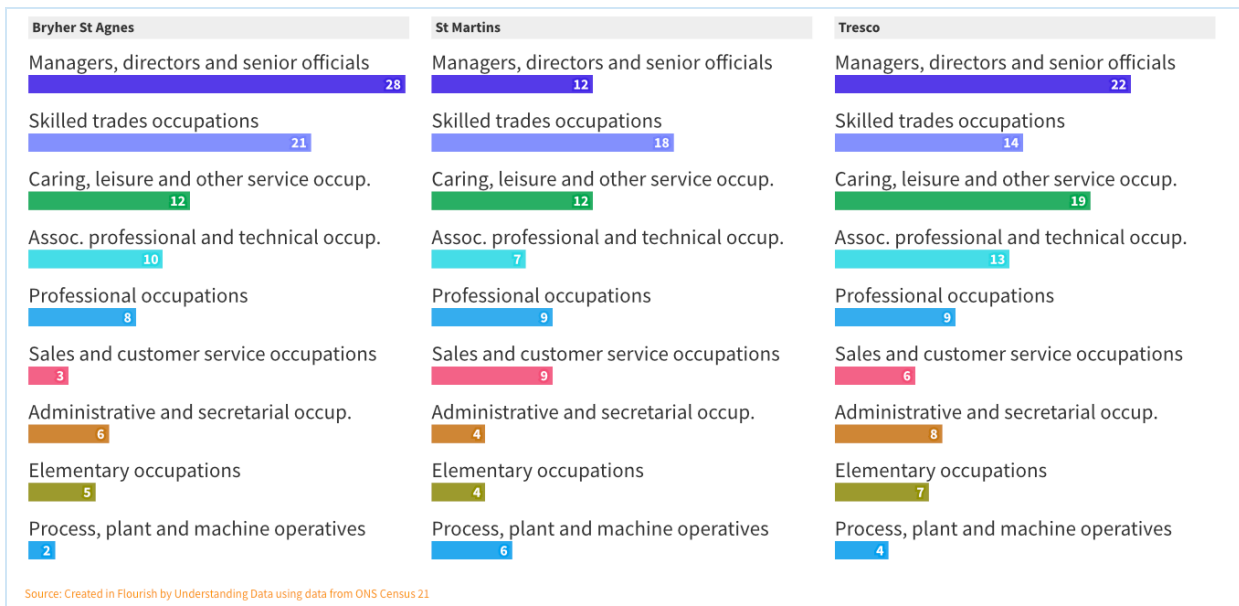 Bryher St Agnes
Managers, directors and senior officials
28
Skilled trades occupations
21
Caring, leisure and other service occup.
12
Assoc. professional and technical occup.
10
Professional occupations
8
Sales and customer service occupations
3
Administrative and secretarial occup.
6
Elementary occupations
5
Process, plant and machine operatives
2
St Martins
Managers, directors and senior officials
12
Skilled trades occupations
18
Caring, leisure and other service occup.
12
Assoc. professional and technical occup.
7
Professional occupations
9
Sales and customer service occupations
9
Administrative and secretarial occup.
4
Elementary occupations
4
Process, plant and machine operatives
6
Tresco
Managers, directors and senior officials
22
Skilled trades occupations
14
Caring, leisure and other service occup.
19
Assoc. professional and technical occup.
13
Professional occupations
9
Sales and customer service occupations
6
Administrative and secretarial occup.
8
Elementary occupations
7
Process, plant and machine operatives
4
Source: Created in Flourish by Understanding Data using data from ONS Census 21